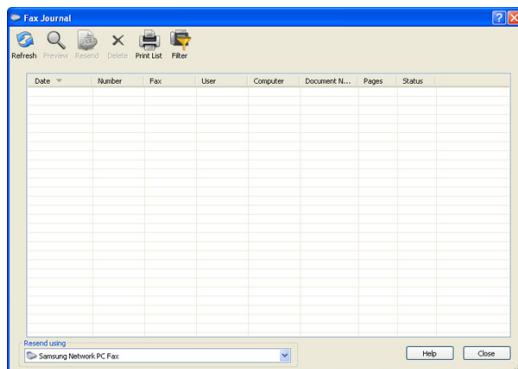 Fax Journal
Refresh Preview Resend Delete Print List Filter
Date Number Fax User Computer Document N... Pages Status
Resend using
Samsung Network PC Fax
Help Close